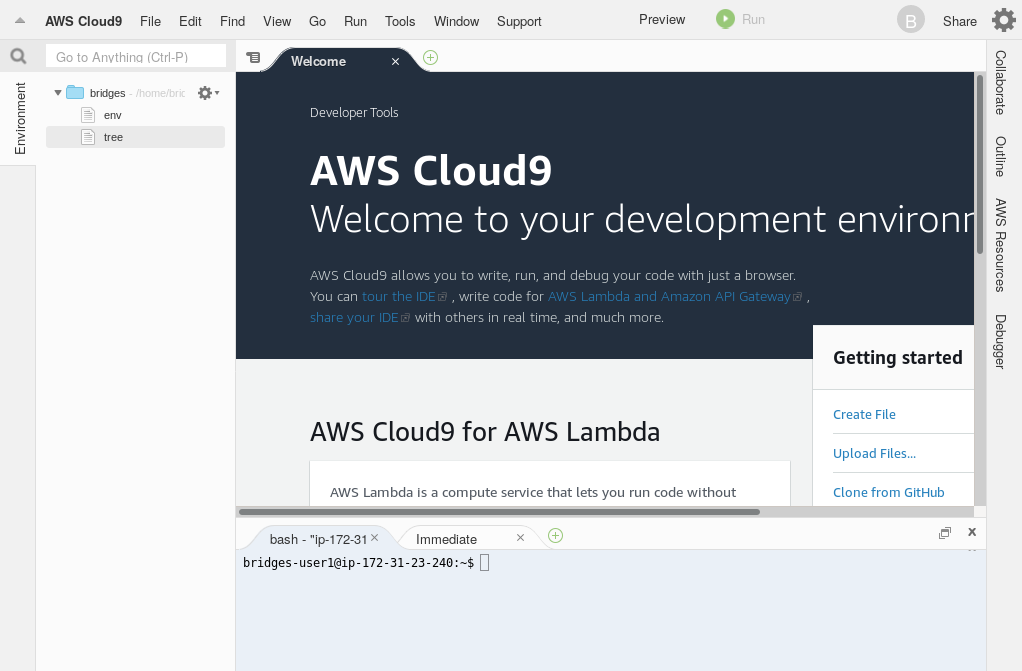 AWS Cloud9 File Edit Find View Go Run Tools Window Support Preview Run B Share
Go to Anything (Ctrl-P)
Environment
bridges - /home/bric
env
tree
Welcome
Developer Tools
AWS Cloud9
Welcome to your development environ
AWS Cloud9 allows you to write, run, and debug your code with just a browser.
You can tour the IDE , write code for AWS Lambda and Amazon API Gateway ,
share your IDE with others in real time, and much more.
Getting started
Create File
Upload Files...
Clone from GitHub
AWS Cloud9 for AWS Lambda
AWS Lambda is a compute service that lets you run code without
Collaborate
Outline
AWS Resources
Debugger
bash - "ip-172-31 Immediate
bridges-user1@ip-172-31-23-240:~$